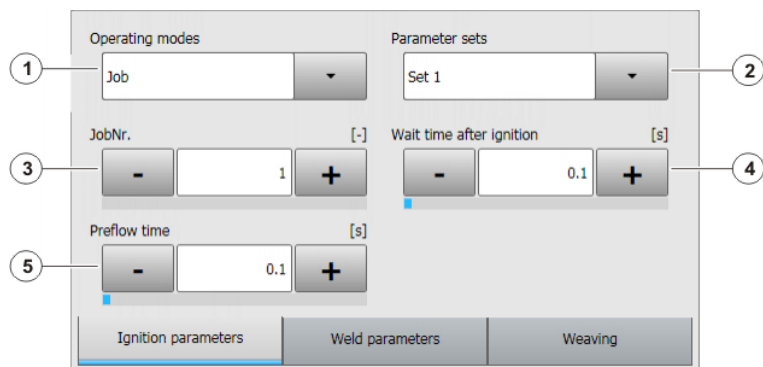 Operating modes Parameter sets
1 Job Set 1 2
JobNr. [-] Wait time after ignition [s]
3 - 1 + - 0.1 + 4
Preflow time [s]
5 - 0.1 +
Ignition parameters Weld parameters Weaving